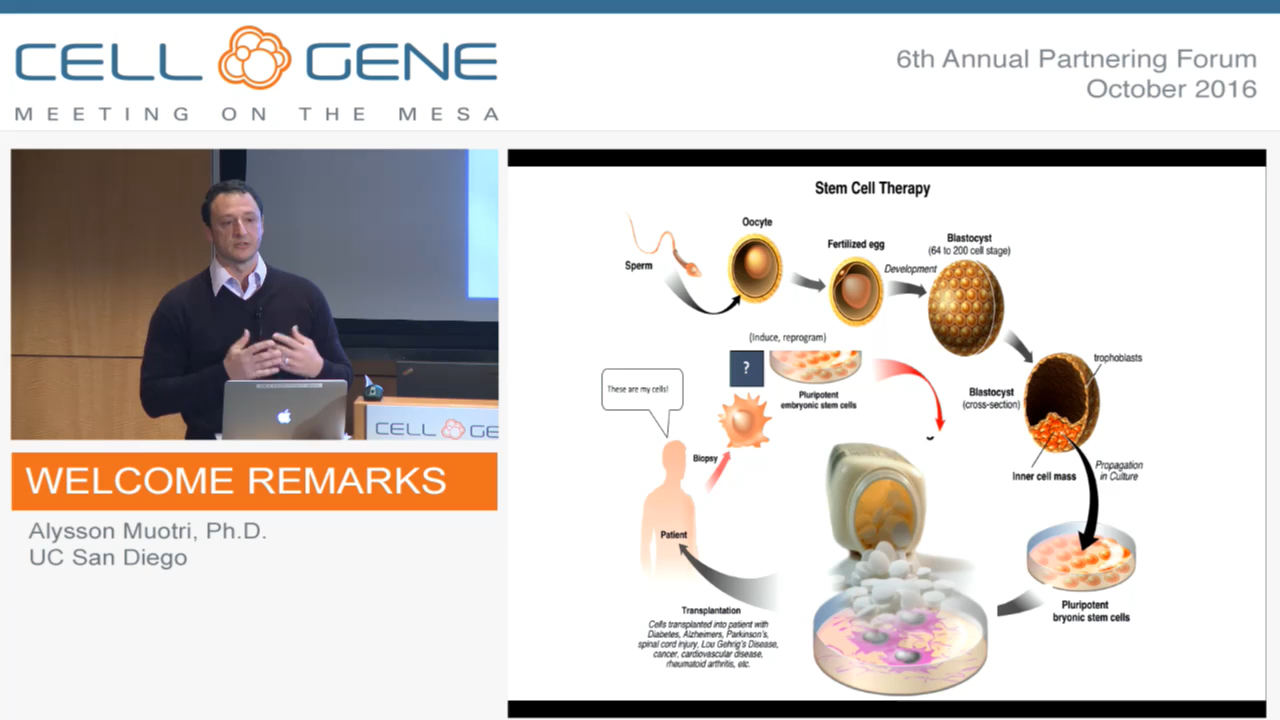 CELL GENE
MEETING ON THE MESA
6th Annual Partnering Forum
October 2016
CELL GE
WELCOME REMARKS
Alysson Muotri, Ph.D.
UC San Diego
Stem Cell Therapy
Sperm
Oocyte
Fertilized egg
Development
Blastocyst
(64 to 200 cell stage)
trophoblasts
Blastocyst
(cross-section)
Inner cell mass
Propagation
in Culture
Pluripotent
bryonic stem cells
(Induce, reprogram)
?
Pluripotent
embryonic stem cells
These are my cells!
Biopsy
Patient
Transplantation
Cells transplanted into patient with
Diabetes, Alzheimers, Parkinson's,
spinal cord injury, Lou Gehrig's Disease,
cancer, cardiovascular disease,
rheumatoid arthritis, etc.